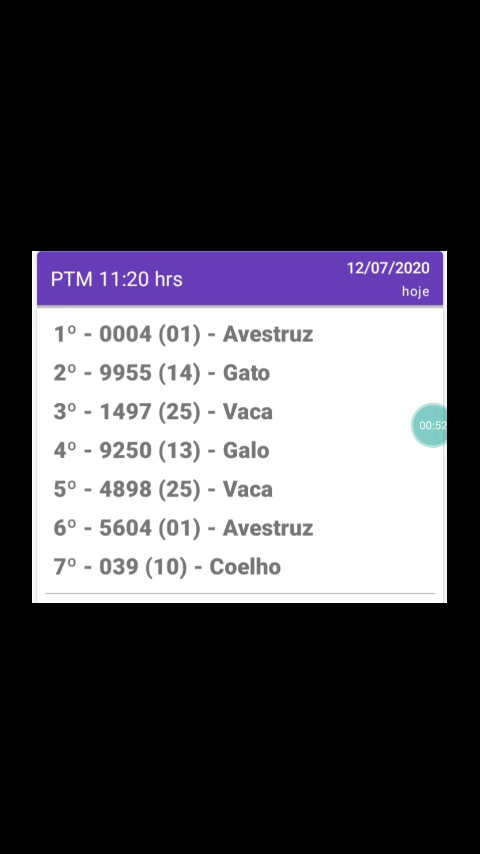 PTM 11:20 hrs
12/07/2020
hoje
1º - 0004 (01) - Avestruz
2º - 9955 (14) - Gato
3º - 1497 (25) - Vaca
00:52
4º - 9250 (13) - Galo
5º - 4898 (25) - Vaca
6º - 5604 (01) - Avestruz
7º - 039 (10) - Coelho